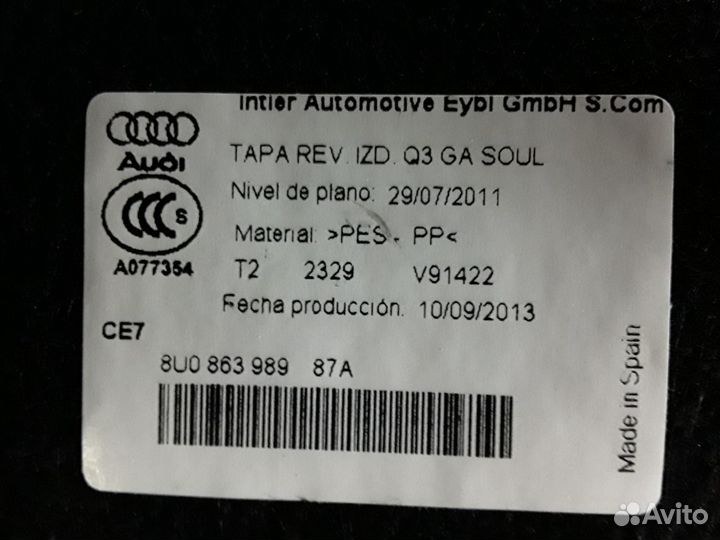 Intier Automotive Eybl GmbH S.Com
Audi
TAPA REV. IZD. Q3 GA SOUL
Nivel de plano: 29/07/2011
CCC S
Material: >PES - PP<
A077354
T2 2329 V91422
Fecha producción. 10/09/2013
CE7
8U0 863 989 87A
Made in Spain
Avito